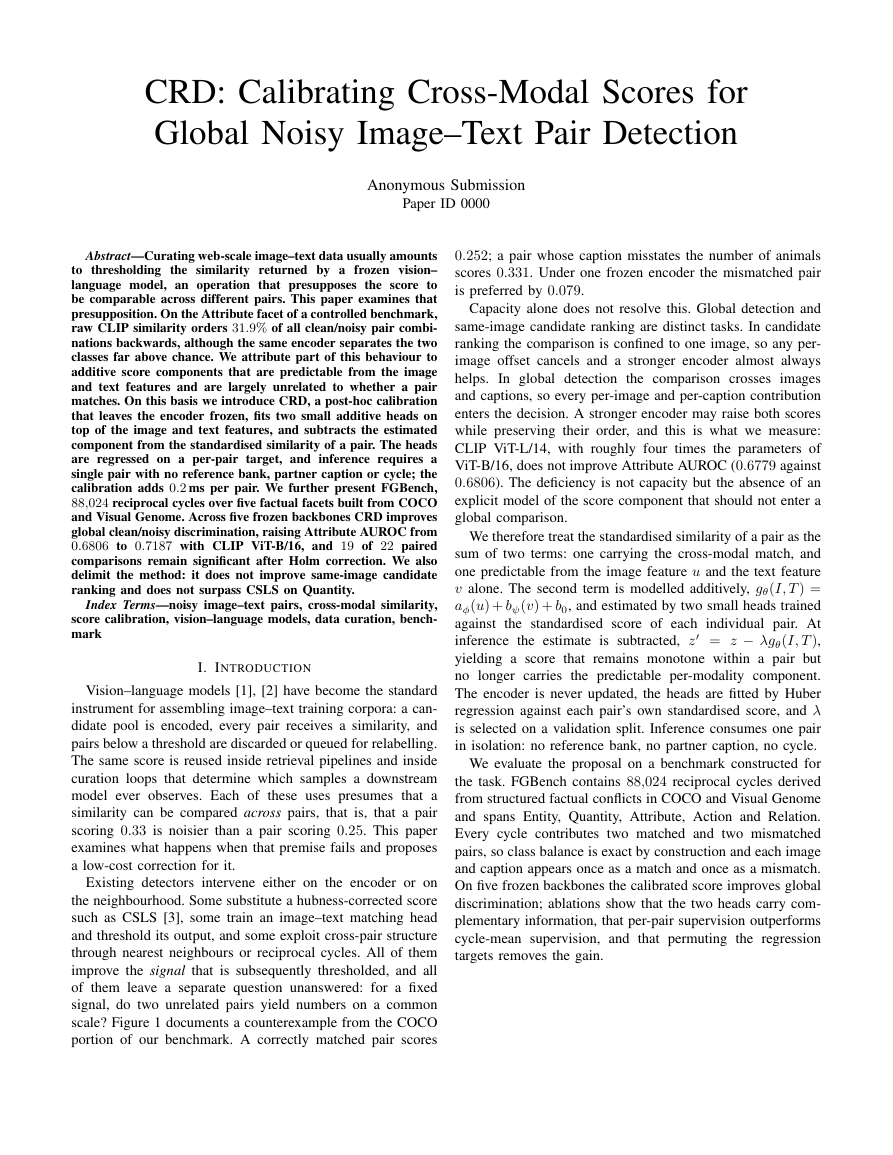 CRD: Calibrating Cross-Modal Scores for
Global Noisy Image–Text Pair Detection
Anonymous Submission
Paper ID 0000
Abstract—Curating web-scale image–text data usually amounts
to thresholding the similarity returned by a frozen vision–
language model, an operation that presupposes the score to
be comparable across different pairs. This paper examines that
presupposition. On the Attribute facet of a controlled benchmark,
raw CLIP similarity orders 31.9% of all clean/noisy pair combi-
nations backwards, although the same encoder separates the two
classes far above chance. We attribute part of this behaviour to
additive score components that are predictable from the image
and text features and are largely unrelated to whether a pair
matches. On this basis we introduce CRD, a post-hoc calibration
that leaves the encoder frozen, fits two small additive heads on
top of the image and text features, and subtracts the estimated
component from the standardised similarity of a pair. The heads
are regressed on a per-pair target, and inference requires a
single pair with no reference bank, partner caption or cycle; the
calibration adds 0.2 ms per pair. We further present FGBench,
88,024 reciprocal cycles over five factual facets built from COCO
and Visual Genome. Across five frozen backbones CRD improves
global clean/noisy discrimination, raising Attribute AUROC from
0.6806 to 0.7187 with CLIP ViT-B/16, and 19 of 22 paired
comparisons remain significant after Holm correction. We also
delimit the method: it does not improve same-image candidate
ranking and does not surpass CSLS on Quantity.
Index Terms—noisy image–text pairs, cross-modal similarity,
score calibration, vision–language models, data curation, bench-
mark
I. INTRODUCTION
Vision–language models [1], [2] have become the standard
instrument for assembling image–text training corpora: a can-
didate pool is encoded, every pair receives a similarity, and
pairs below a threshold are discarded or queued for relabelling.
The same score is reused inside retrieval pipelines and inside
curation loops that determine which samples a downstream
model ever observes. Each of these uses presumes that a
similarity can be compared across pairs, that is, that a pair
scoring 0.33 is noisier than a pair scoring 0.25. This paper
examines what happens when that premise fails and proposes
a low-cost correction for it.
Existing detectors intervene either on the encoder or on
the neighbourhood. Some substitute a hubness-corrected score
such as CSLS [3], some train an image–text matching head
and threshold its output, and some exploit cross-pair structure
through nearest neighbours or reciprocal cycles. All of them
improve the signal that is subsequently thresholded, and all
of them leave a separate question unanswered: for a fixed
signal, do two unrelated pairs yield numbers on a common
scale? Figure 1 documents a counterexample from the COCO
portion of our benchmark. A correctly matched pair scores
0.252; a pair whose caption misstates the number of animals
scores 0.331. Under one frozen encoder the mismatched pair
is preferred by 0.079.
Capacity alone does not resolve this. Global detection and
same-image candidate ranking are distinct tasks. In candidate
ranking the comparison is confined to one image, so any per-
image offset cancels and a stronger encoder almost always
helps. In global detection the comparison crosses images
and captions, so every per-image and per-caption contribution
enters the decision. A stronger encoder may raise both scores
while preserving their order, and this is what we measure:
CLIP ViT-L/14, with roughly four times the parameters of
ViT-B/16, does not improve Attribute AUROC (0.6779 against
0.6806). The deficiency is not capacity but the absence of an
explicit model of the score component that should not enter a
global comparison.
We therefore treat the standardised similarity of a pair as the
sum of two terms: one carrying the cross-modal match, and
one predictable from the image feature u and the text feature
v alone. The second term is modelled additively, gθ(I, T) =
aϕ(u)+bψ(v)+b0, and estimated by two small heads trained
against the standardised score of each individual pair. At
inference the estimate is subtracted, z′ = z − λgθ(I, T),
yielding a score that remains monotone within a pair but
no longer carries the predictable per-modality component.
The encoder is never updated, the heads are fitted by Huber
regression against each pair's own standardised score, and λ
is selected on a validation split. Inference consumes one pair
in isolation: no reference bank, no partner caption, no cycle.
We evaluate the proposal on a benchmark constructed for
the task. FGBench contains 88,024 reciprocal cycles derived
from structured factual conflicts in COCO and Visual Genome
and spans Entity, Quantity, Attribute, Action and Relation.
Every cycle contributes two matched and two mismatched
pairs, so class balance is exact by construction and each image
and caption appears once as a match and once as a mismatch.
On five frozen backbones the calibrated score improves global
discrimination; ablations show that the two heads carry com-
plementary information, that per-pair supervision outperforms
cycle-mean supervision, and that permuting the regression
targets removes the gain.